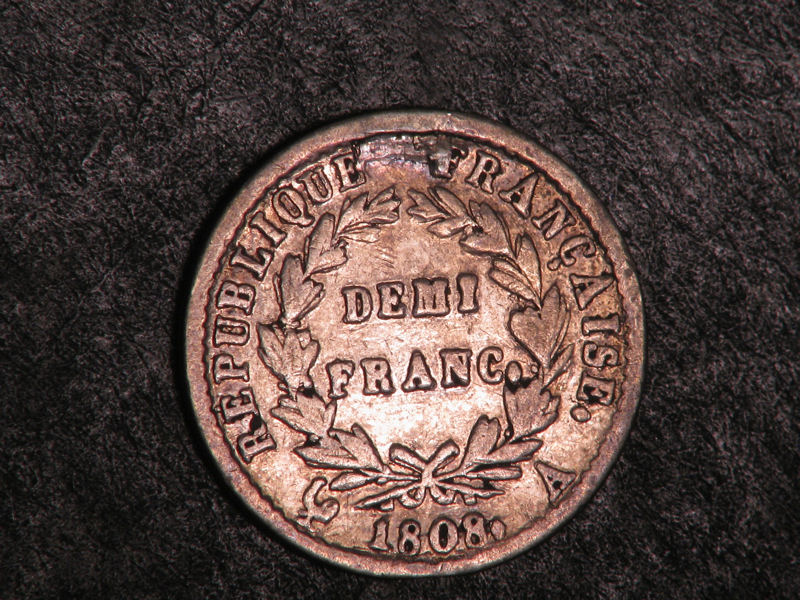 REPUBLIQUE FRANÇAISE.
DEMI
FRANC.
A
1808.